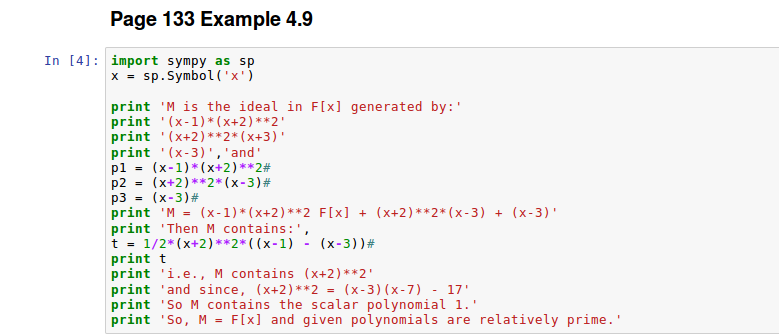 Page 133 Example 4.9
In [4]: import sympy as sp
x = sp.Symbol('x')
print 'M is the ideal in F[x] generated by:'
print '(x-1)*(x+2)**2'
print '(x+2)**2*(x+3)'
print '(x-3)','and'
p1 = (x-1)*(x+2)**2#
p2 = (x+2)**2*(x-3)#
p3 = (x-3)#
print 'M = (x-1)*(x+2)**2 F[x] + (x+2)**2*(x-3) + (x-3)'
print 'Then M contains:',
t = 1/2*(x+2)**2*((x-1) - (x-3))#
print t
print 'i.e., M contains (x+2)**2'
print 'and since, (x+2)**2 = (x-3)(x-7) - 17'
print 'So M contains the scalar polynomial 1.'
print 'So, M = F[x] and given polynomials are relatively prime.'